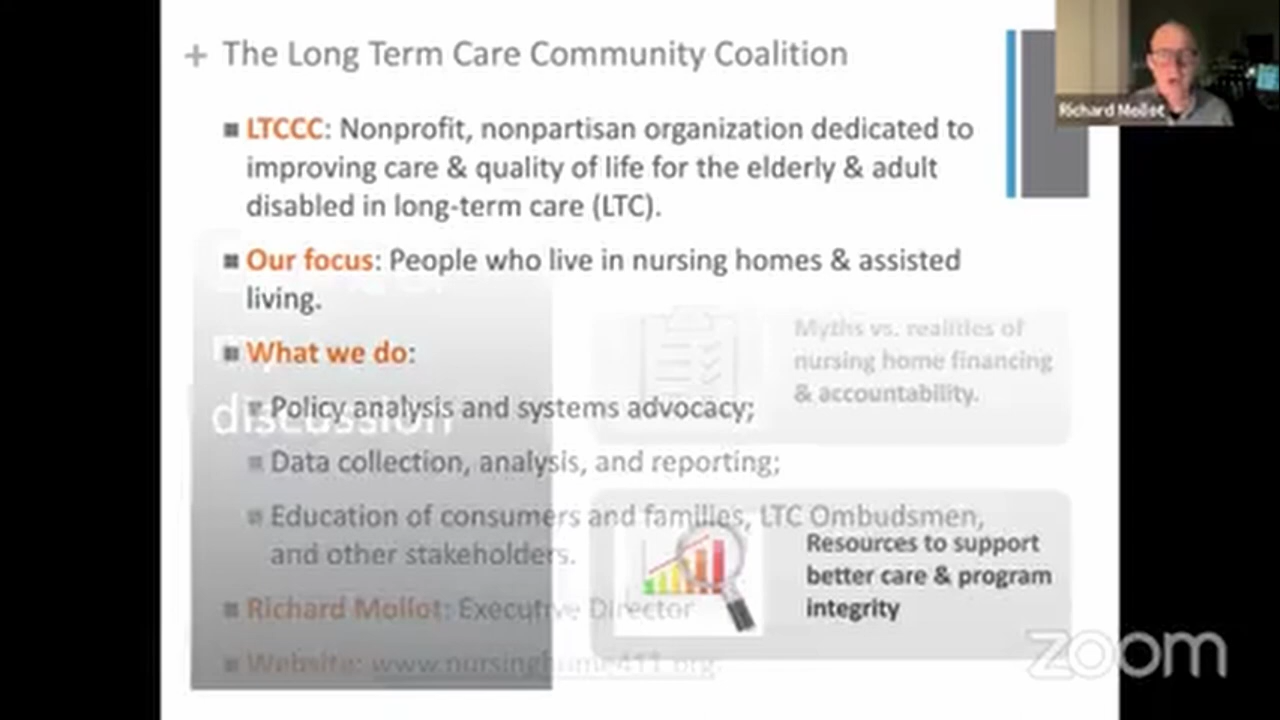 + The Long Term Care Community Coalition
Richard Mollot
■ LTCCC: Nonprofit, nonpartisan organization dedicated to
improving care & quality of life for the elderly & adult
disabled in long-term care (LTC).
■ Our focus: People who live in nursing homes & assisted
living.
■ What we do:
■ Policy analysis and systems advocacy;
■ Data collection, analysis, and reporting;
■ Education of consumers and families, LTC Ombudsmen,
and other stakeholders.
■ Richard Mollot: Executive Director
■ Website: www.nursinghome411.org.
discussion
Myths vs. realities of
nursing home financing
& accountability.
Resources to support
better care & program
integrity
zoom